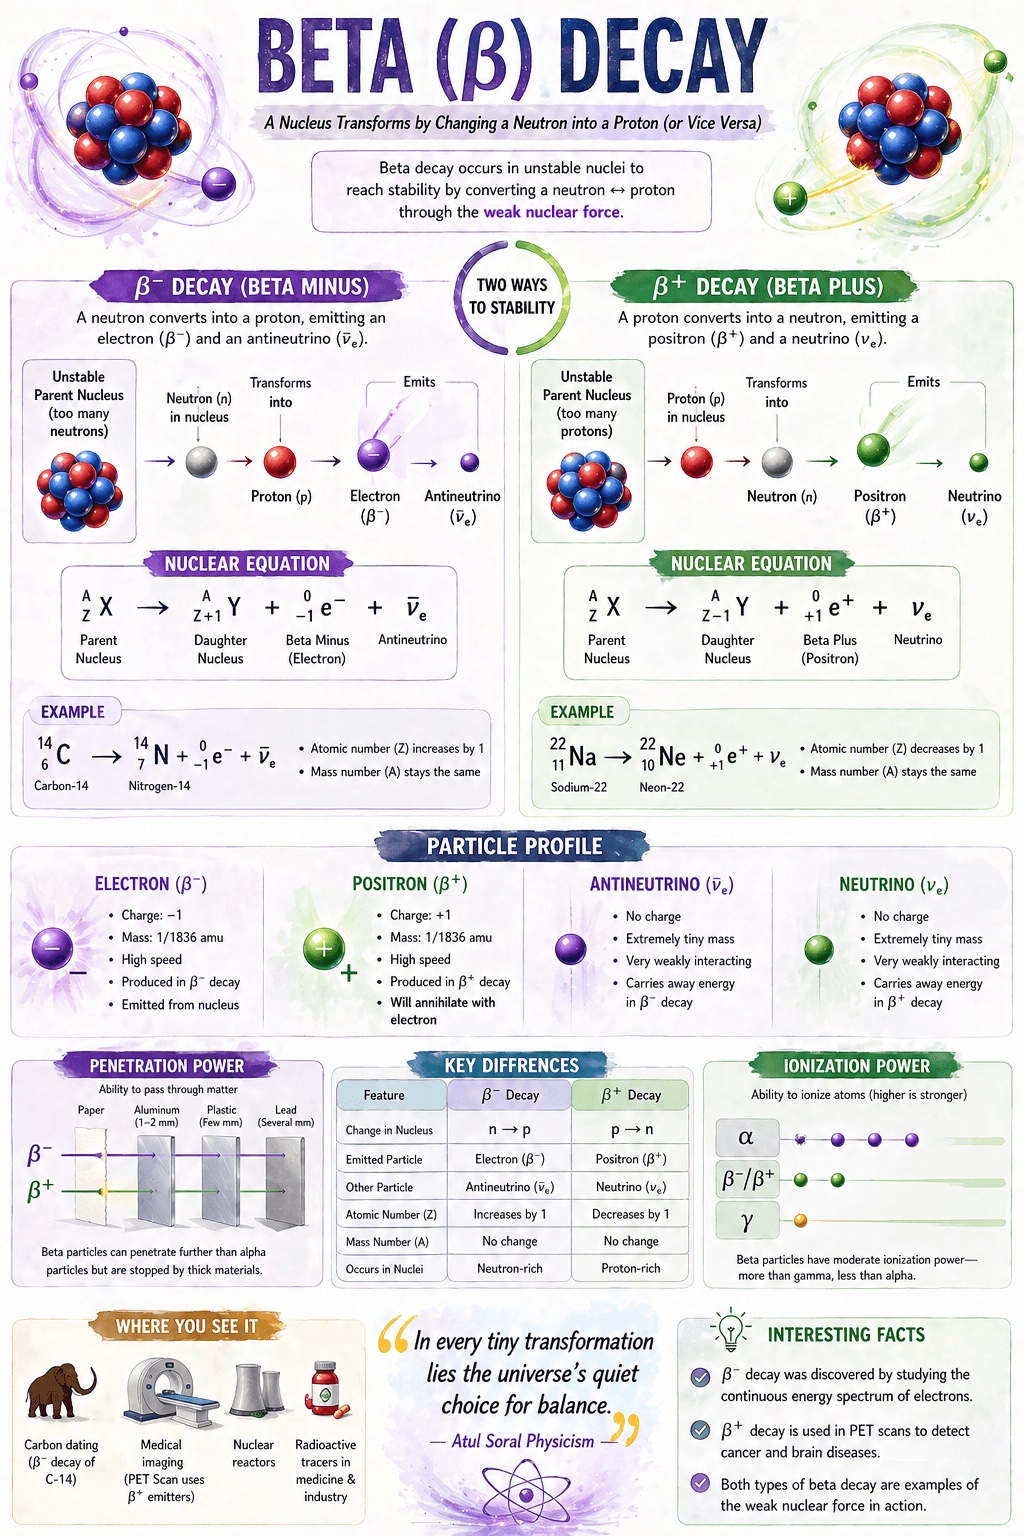 BETA (β) DECAY
A Nucleus Transforms by Changing a Neutron into a Proton (or Vice Versa)
Beta decay occurs in unstable nuclei to
reach stability by converting a neutron ↔ proton
through the weak nuclear force.
TWO WAYS
TO STABILITY
β⁻ DECAY (BETA MINUS)
A neutron converts into a proton, emitting an
electron (β⁻) and an antineutrino (ν̄ₑ).
Unstable
Parent Nucleus
(too many
neutrons)
Neutron (n)
in nucleus
Transforms
into
Emits
−
Proton (p)
Electron
(β⁻)
Antineutrino
(ν̄ₑ)
NUCLEAR EQUATION
A Z X → A Z+1 Y + 0 −1 e⁻ + ν̄ₑ
Parent
Nucleus
Daughter
Nucleus
Beta Minus
(Electron)
Antineutrino
EXAMPLE
14 6 C → 14 7 N + 0 −1 e⁻ + ν̄ₑ
Carbon-14
Nitrogen-14
• Atomic number (Z) increases by 1
• Mass number (A) stays the same
β⁺ DECAY (BETA PLUS)
A proton converts into a neutron, emitting a
positron (β⁺) and a neutrino (νₑ).
Unstable
Parent Nucleus
(too many
protons)
Proton (p)
in nucleus
Transforms
into
Emits
Neutron (n)
Positron
(β⁺)
Neutrino
(νₑ)
NUCLEAR EQUATION
A Z X → A Z−1 Y + 0 +1 e⁺ + νₑ
Parent
Nucleus
Daughter
Nucleus
Beta Plus
(Positron)
Neutrino
EXAMPLE
22 11 Na → 22 10 Ne + 0 +1 e⁺ + νₑ
Sodium-22
Neon-22
• Atomic number (Z) decreases by 1
• Mass number (A) stays the same
PARTICLE PROFILE
ELECTRON (β⁻)
• Charge: −1
• Mass: 1/1836 amu
• High speed
• Produced in β⁻ decay
• Emitted from nucleus
POSITRON (β⁺)
• Charge: +1
• Mass: 1/1836 amu
• High speed
• Produced in β⁺ decay
• Will annihilate with
electron
ANTINEUTRINO (ν̄ₑ)
• No charge
• Extremely tiny mass
• Very weakly interacting
• Carries away energy
in β⁻ decay
NEUTRINO (νₑ)
• No charge
• Extremely tiny mass
• Very weakly interacting
• Carries away energy
in β⁺ decay
PENETRATION POWER
Ability to pass through matter
Paper
Aluminum
(1–2 mm)
Plastic
(Few mm)
Lead
(Several mm)
β⁻
β⁺
Beta particles can penetrate further than alpha
particles but are stopped by thick materials.
KEY DIFFRENCES
Feature β⁻ Decay β⁺ Decay
Change in Nucleus n → p p → n
Emitted Particle Electron (β⁻) Positron (β⁺)
Other Particle Antineutrino (ν̄ₑ) Neutrino (νₑ)
Atomic Number (Z) Increases by 1 Decreases by 1
Mass Number (A) No change No change
Occurs in Nuclei Neutron-rich Proton-rich
IONIZATION POWER
Ability to ionize atoms (higher is stronger)
α
β⁻/β⁺
γ
Beta particles have moderate ionization power—
more than gamma, less than alpha.
WHERE YOU SEE IT
Carbon dating
(β⁻ decay of
C-14)
Medical
imaging
(PET Scan uses
β⁺ emitters)
Nuclear
reactors
Radioactive
tracers in
medicine &
industry
“In every tiny transformation
lies the universe’s quiet
choice for balance.”
— Atul Soral Physicism —
INTERESTING FACTS
β⁻ decay was discovered by studying the
continuous energy spectrum of electrons.
β⁺ decay is used in PET scans to detect
cancer and brain diseases.
Both types of beta decay are examples of
the weak nuclear force in action.